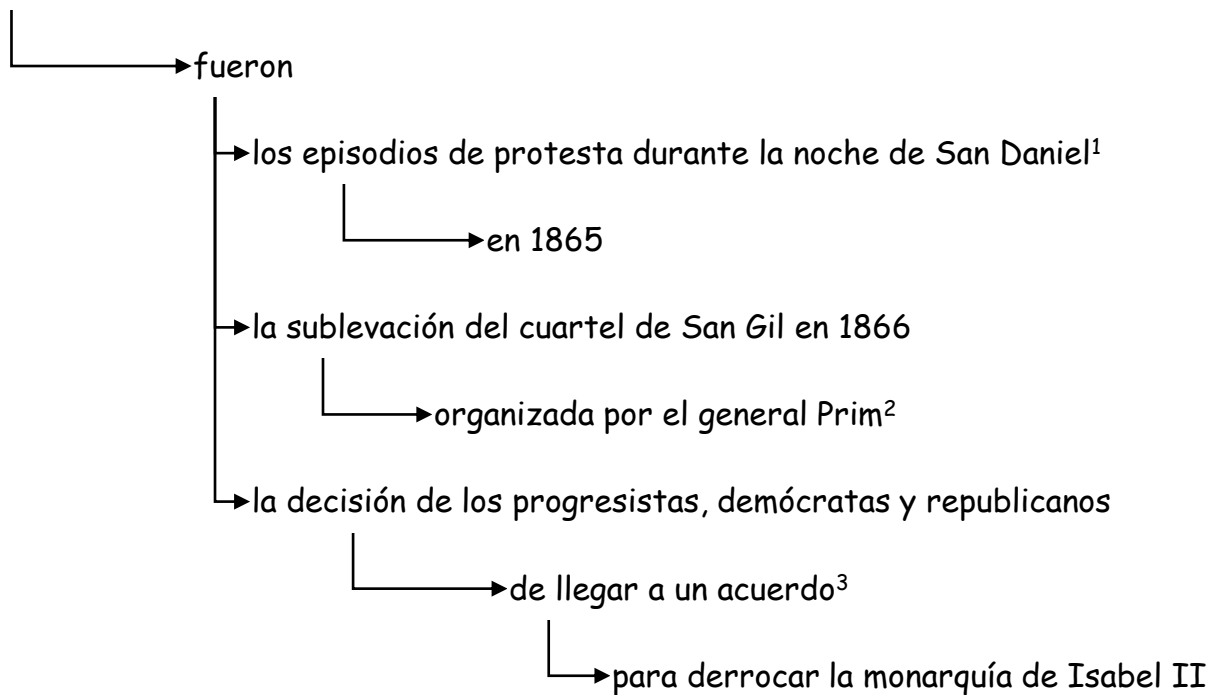 fueron
los episodios de protesta durante la noche de San Daniel¹
en 1865
la sublevación del cuartel de San Gil en 1866
organizada por el general Prim²
la decisión de los progresistas, demócratas y republicanos
de llegar a un acuerdo³
para derrocar la monarquía de Isabel II